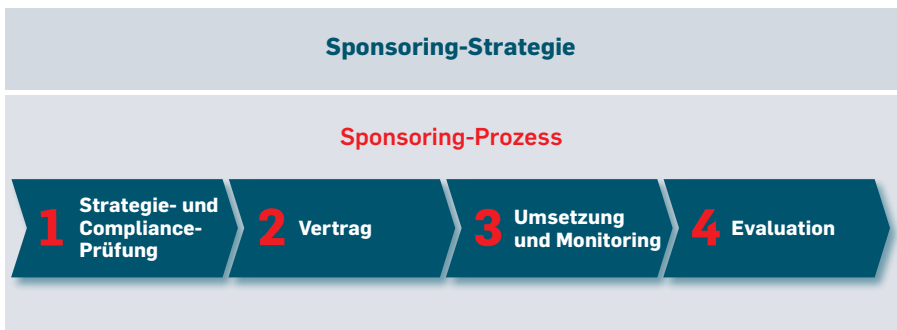 Sponsoring-Strategie
Sponsoring-Prozess
1
Strategie- und
Compliance-
Prüfung
2
Vertrag
3
Umsetzung
und Monitoring
4
Evaluation